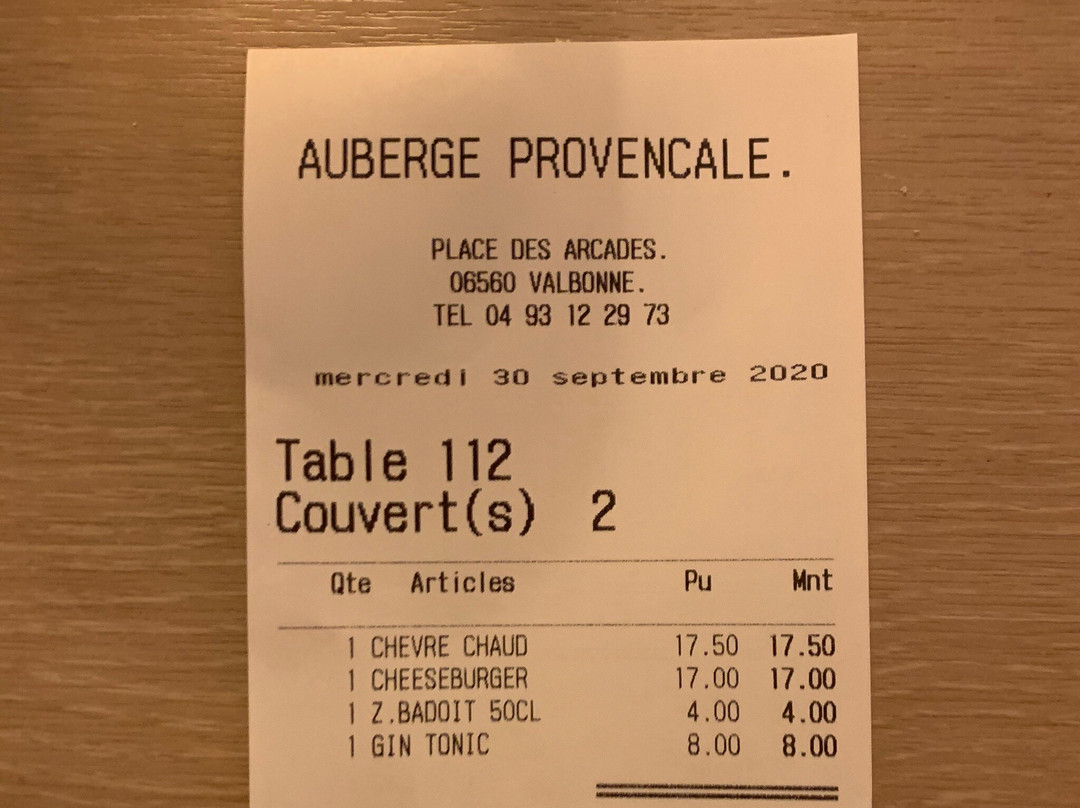 AUBERGE PROVENCALE.
PLACE DES ARCADES.
06560 VALBONNE.
TEL 04 93 12 29 73
mercredi 30 septembre 2020
Table 112
Couvert(s) 2
Qte Articles Pu Mnt
1 CHEVRE CHAUD 17.50 17.50
1 CHEESEBURGER 17.00 17.00
1 Z.BADOIT 50CL 4.00 4.00
1 GIN TONIC 8.00 8.00